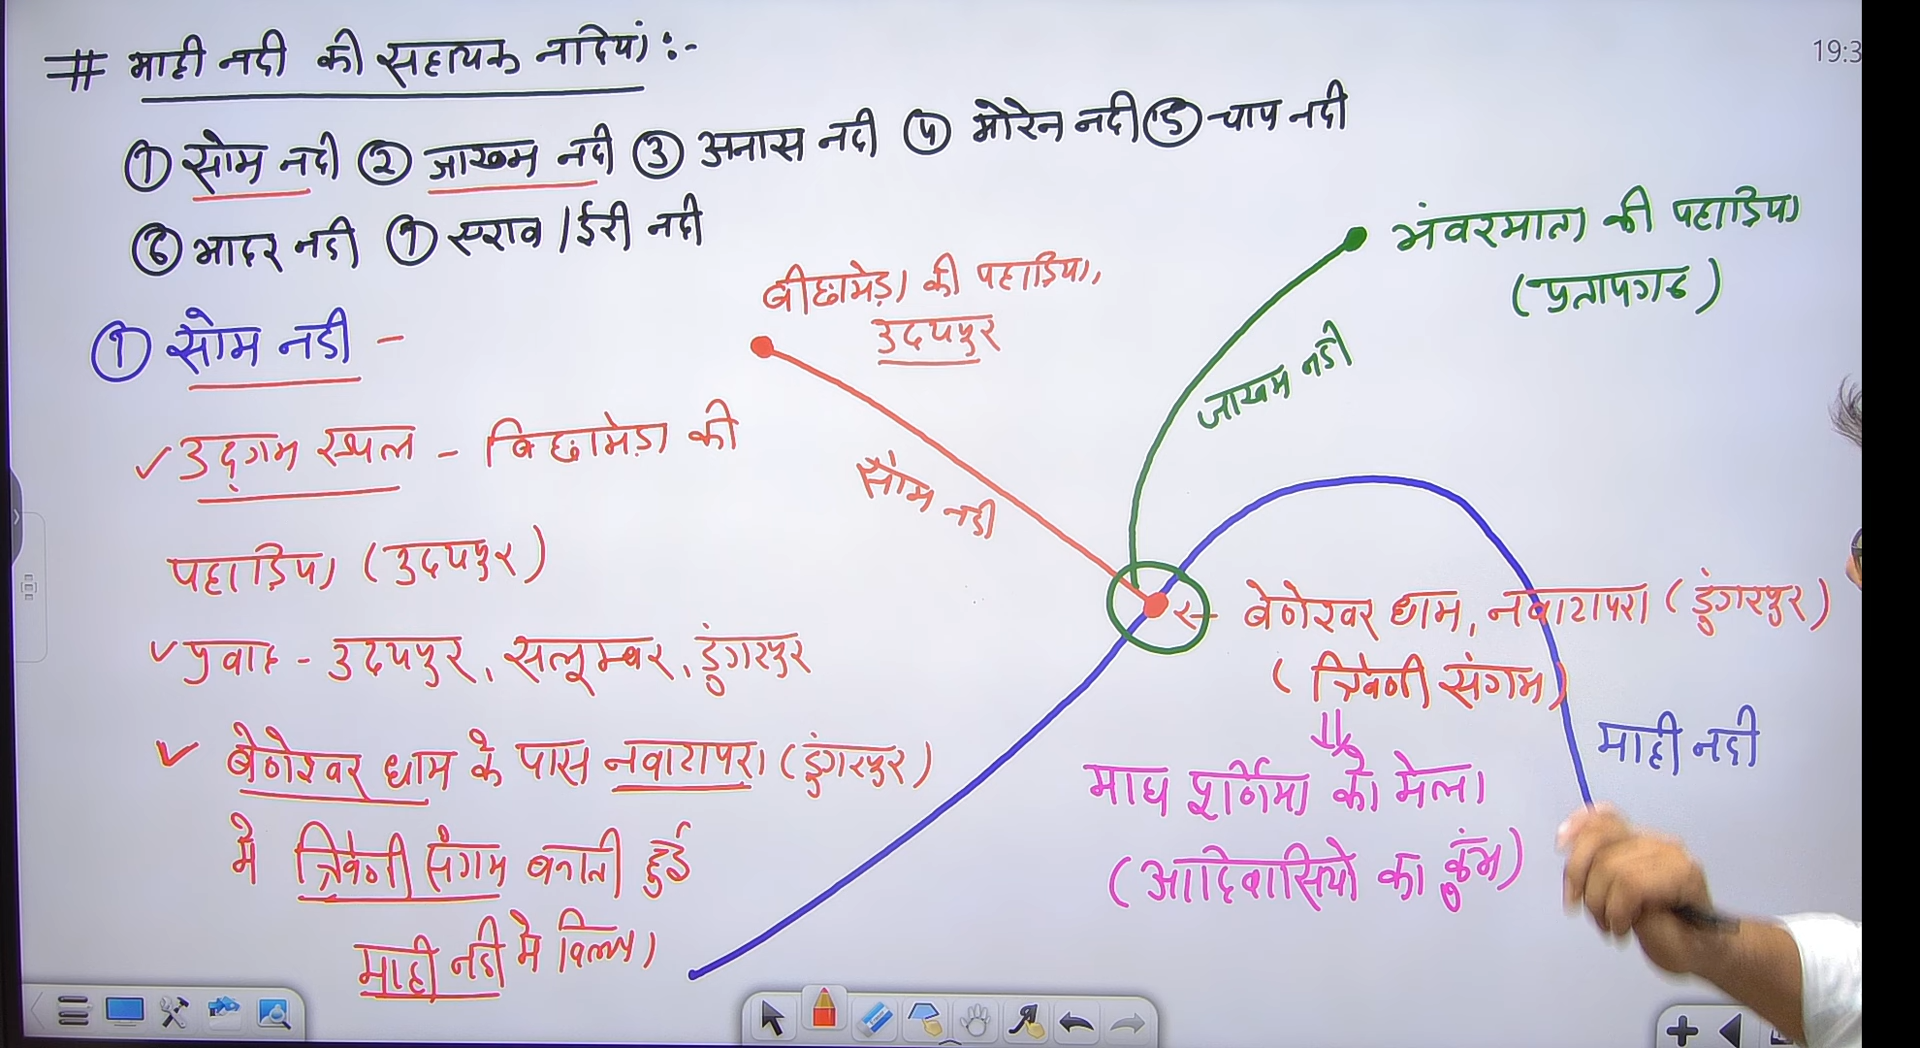 # माही नदी की सहायक नदियां :-
19:3
① सोम नदी ② जाखम नदी ③ अनास नदी ④ मोरेन नदी ⑤ चाप नदी
⑥ भादर नदी ⑦ एराव / ईरी नदी
① सोम नदी -
✓ उद्गम स्थल - बिछामेड़ा की
पहाड़िया (उदयपुर)
✓ प्रवाह - उदयपुर, सलूम्बर, डूंगरपुर
✓ बेणेश्वर धाम के पास नवाटापरा (डूंगरपुर)
मे त्रिवेणी संगम बनाती हुई
माही नदी मे विलय।
बीछामेड़ा की पहाड़िया,
उदयपुर
सोम नदी
भंवरमाता की पहाड़िया
(प्रतापगढ)
जाखम नदी
बेणेश्वर धाम, नवाटापरा (डूंगरपुर)
(त्रिवेणी संगम)
माही नदी
माघ पूर्णिमा को मेला
(आदिवासियो का कुंभ)